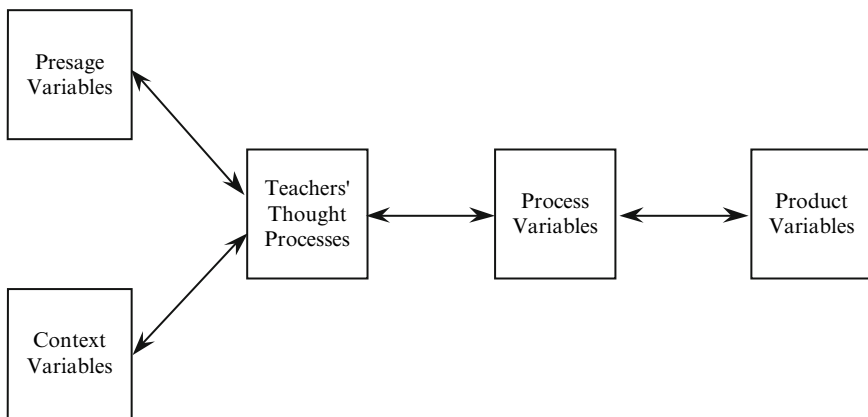 Presage
Variables
Teachers'
Thought
Processes
Process
Variables
Product
Variables
Context
Variables